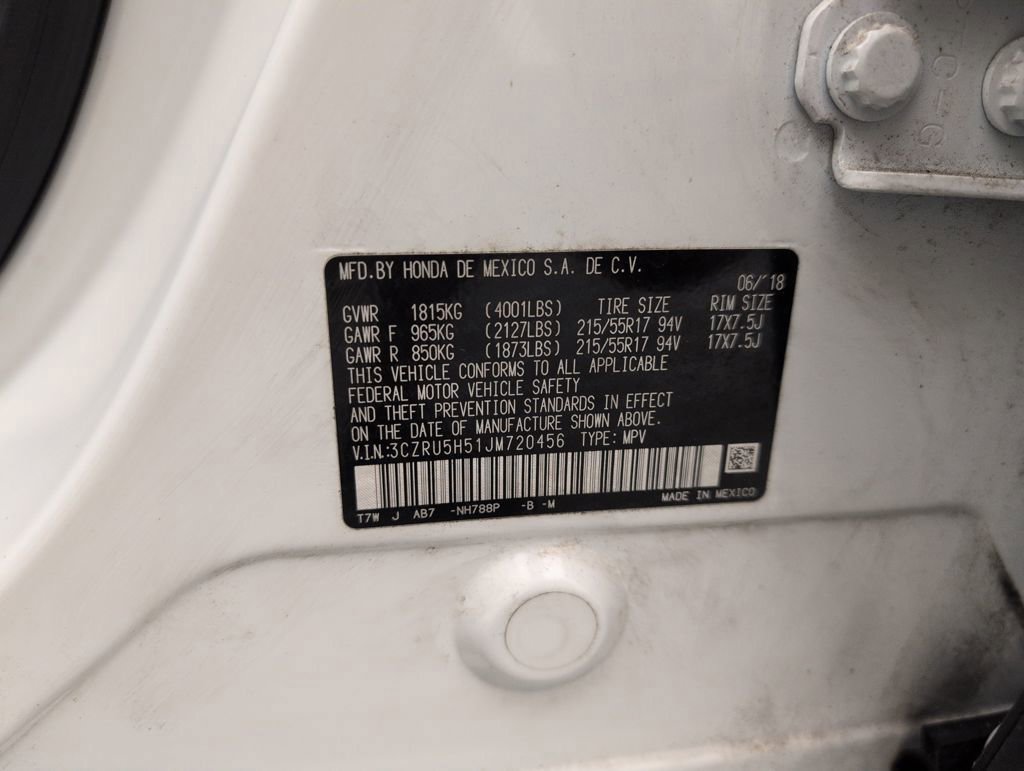 MFD.BY HONDA DE MEXICO S.A. DE C.V.
06/'18
GVWR 1815KG (4001LBS) TIRE SIZE RIM SIZE
GAWR F 965KG (2127LBS) 215/55R17 94V 17X7.5J
GAWR R 850KG (1873LBS) 215/55R17 94V 17X7.5J
THIS VEHICLE CONFORMS TO ALL APPLICABLE
FEDERAL MOTOR VEHICLE SAFETY
AND THEFT PREVENTION STANDARDS IN EFFECT
ON THE DATE OF MANUFACTURE SHOWN ABOVE.
V.I.N.:3CZRU5H51JM720456 TYPE: MPV
MADE IN MEXICO
T7W J AB7 -NH788P -B -M